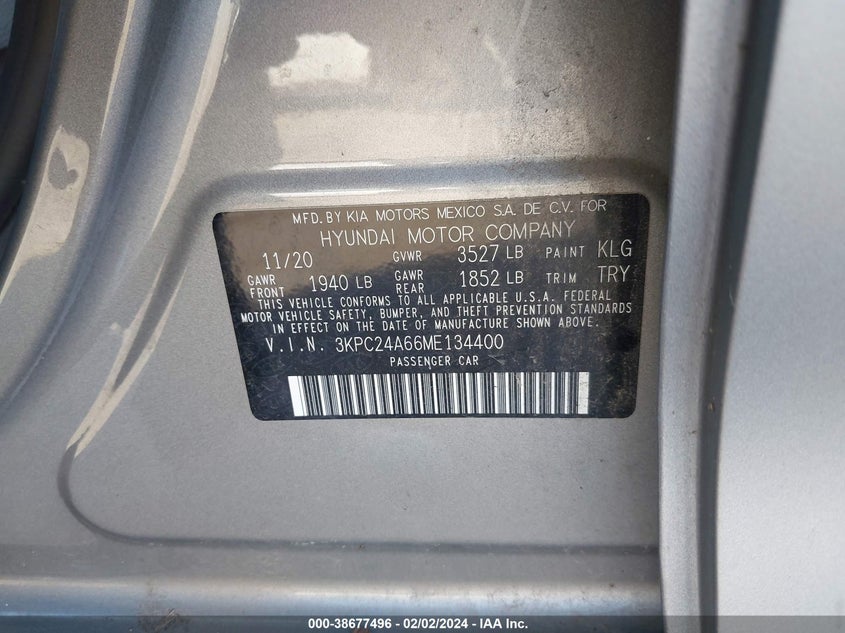 MFD. BY KIA MOTORS MEXICO S.A. DE C.V. FOR
HYUNDAI MOTOR COMPANY
11/20 GVWR 3527 LB PAINT KLG
GAWR FRONT 1940 LB GAWR REAR 1852 LB TRIM TRY
THIS VEHICLE CONFORMS TO ALL APPLICABLE U.S.A. FEDERAL
MOTOR VEHICLE SAFETY, BUMPER, AND THEFT PREVENTION STANDARDS
IN EFFECT ON THE DATE OF MANUFACTURE SHOWN ABOVE.
V.I.N. 3KPC24A66ME134400
PASSENGER CAR
000-38677496 - 02/02/2024 - IAA Inc.